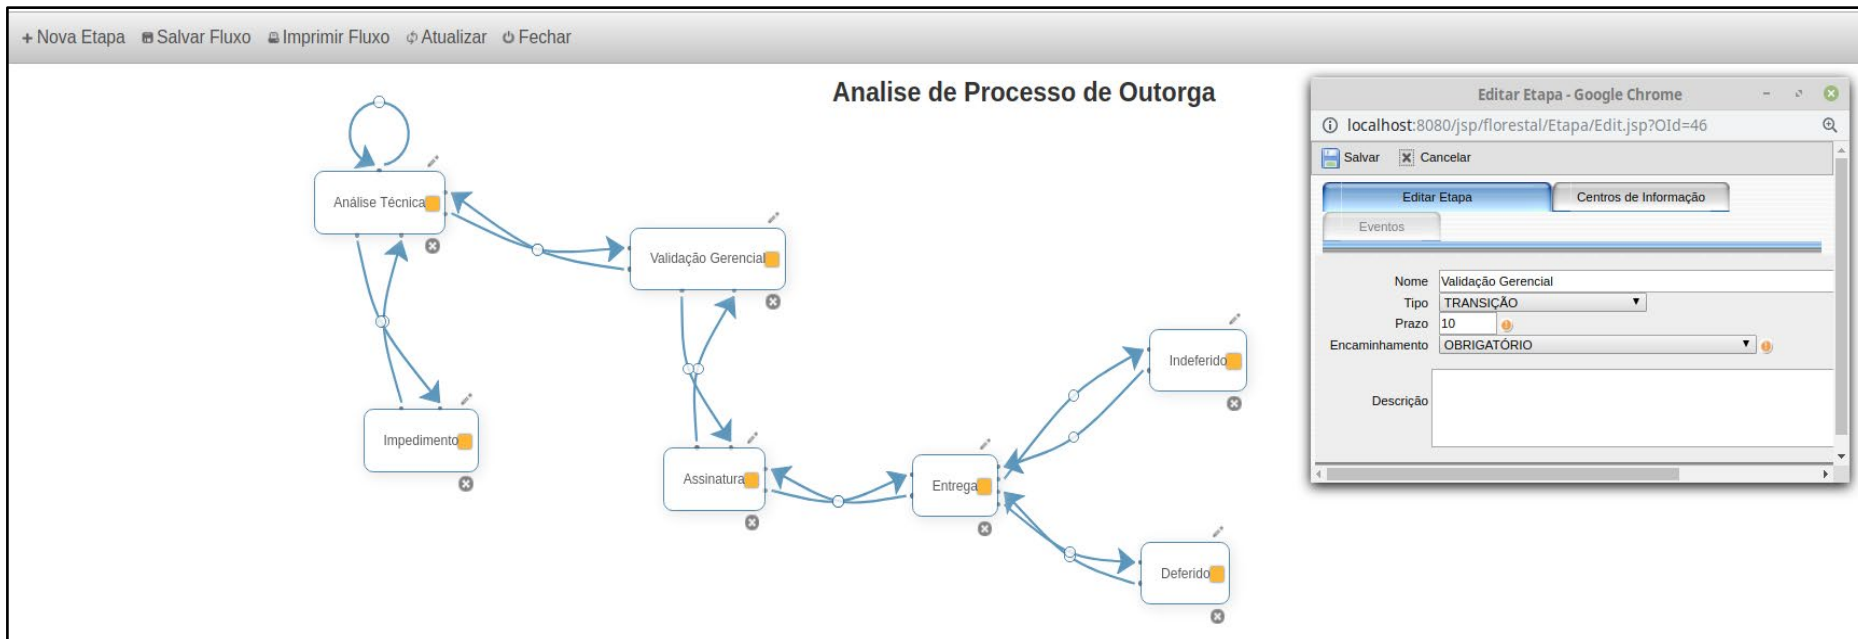 Nova Etapa Salvar Fluxo Imprimir Fluxo Atualizar Fechar
Analise de Processo de Outorga
Análise Técnica
Validação Gerencial
Impedimento
Assinatura
Entrega
Indeferido
Deferido
Editar Etapa - Google Chrome
localhost:8080/jsp/florestal/Etapa/Edit.jsp?OId=46
Salvar Cancelar
Editar Etapa Centros de Informação
Eventos
Nome Validação Gerencial
Tipo TRANSIÇÃO
Prazo 10
Encaminhamento OBRIGATÓRIO
Descrição